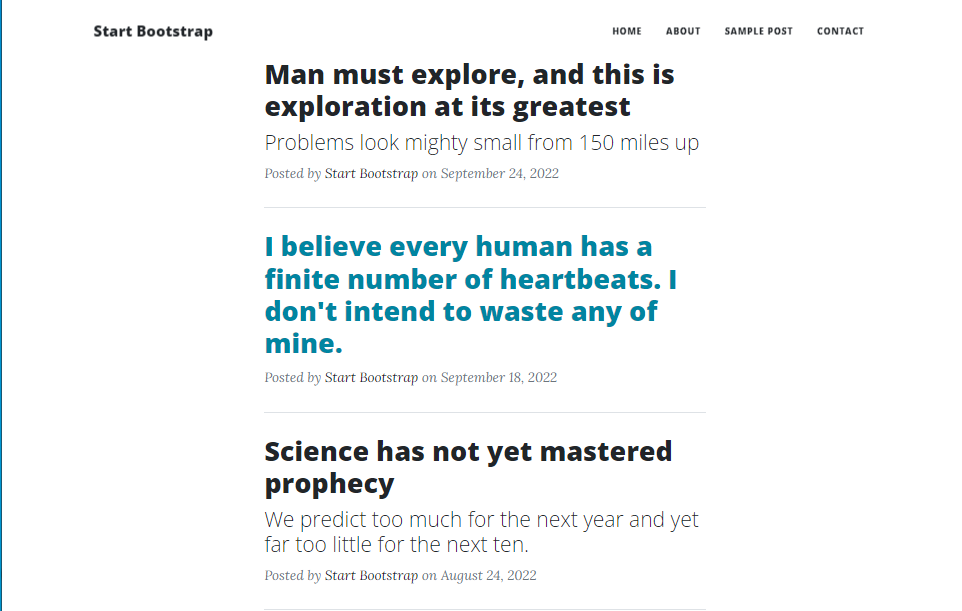 Start Bootstrap HOME ABOUT SAMPLE POST CONTACT
Man must explore, and this is
exploration at its greatest
Problems look mighty small from 150 miles up
Posted by Start Bootstrap on September 24, 2022
I believe every human has a
finite number of heartbeats. I
don't intend to waste any of
mine.
Posted by Start Bootstrap on September 18, 2022
Science has not yet mastered
prophecy
We predict too much for the next year and yet
far too little for the next ten.
Posted by Start Bootstrap on August 24, 2022